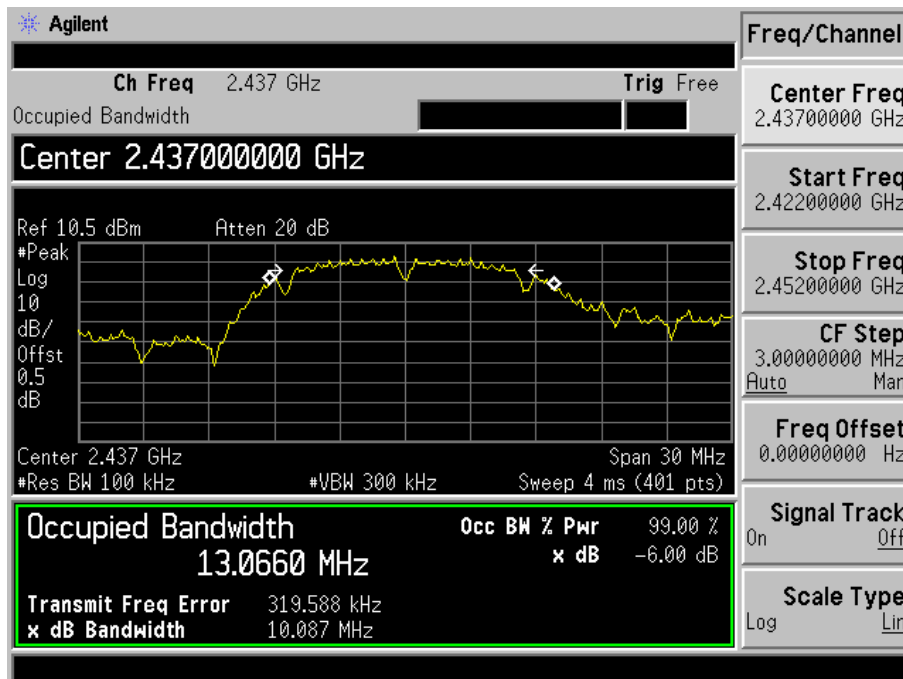 Agilent
Freq/Channel
Ch Freq 2.437 GHz Trig Free
Occupied Bandwidth
Center 2.437000000 GHz
Ref 10.5 dBm Atten 20 dB
#Peak
Log
10
dB/
Offst
0.5
dB
Center 2.437 GHz Span 30 MHz
#Res BW 100 kHz #VBW 300 kHz Sweep 4 ms (401 pts)
Occupied Bandwidth
13.0660 MHz
Occ BW % Pwr 99.00 %
x dB -6.00 dB
Transmit Freq Error 319.588 kHz
x dB Bandwidth 10.087 MHz
Center Freq
2.43700000 GHz
Start Freq
2.42200000 GHz
Stop Freq
2.45200000 GHz
CF Step
3.00000000 MHz
Auto Man
Freq Offset
0.00000000 Hz
Signal Track
On Off
Scale Type
Log Lin